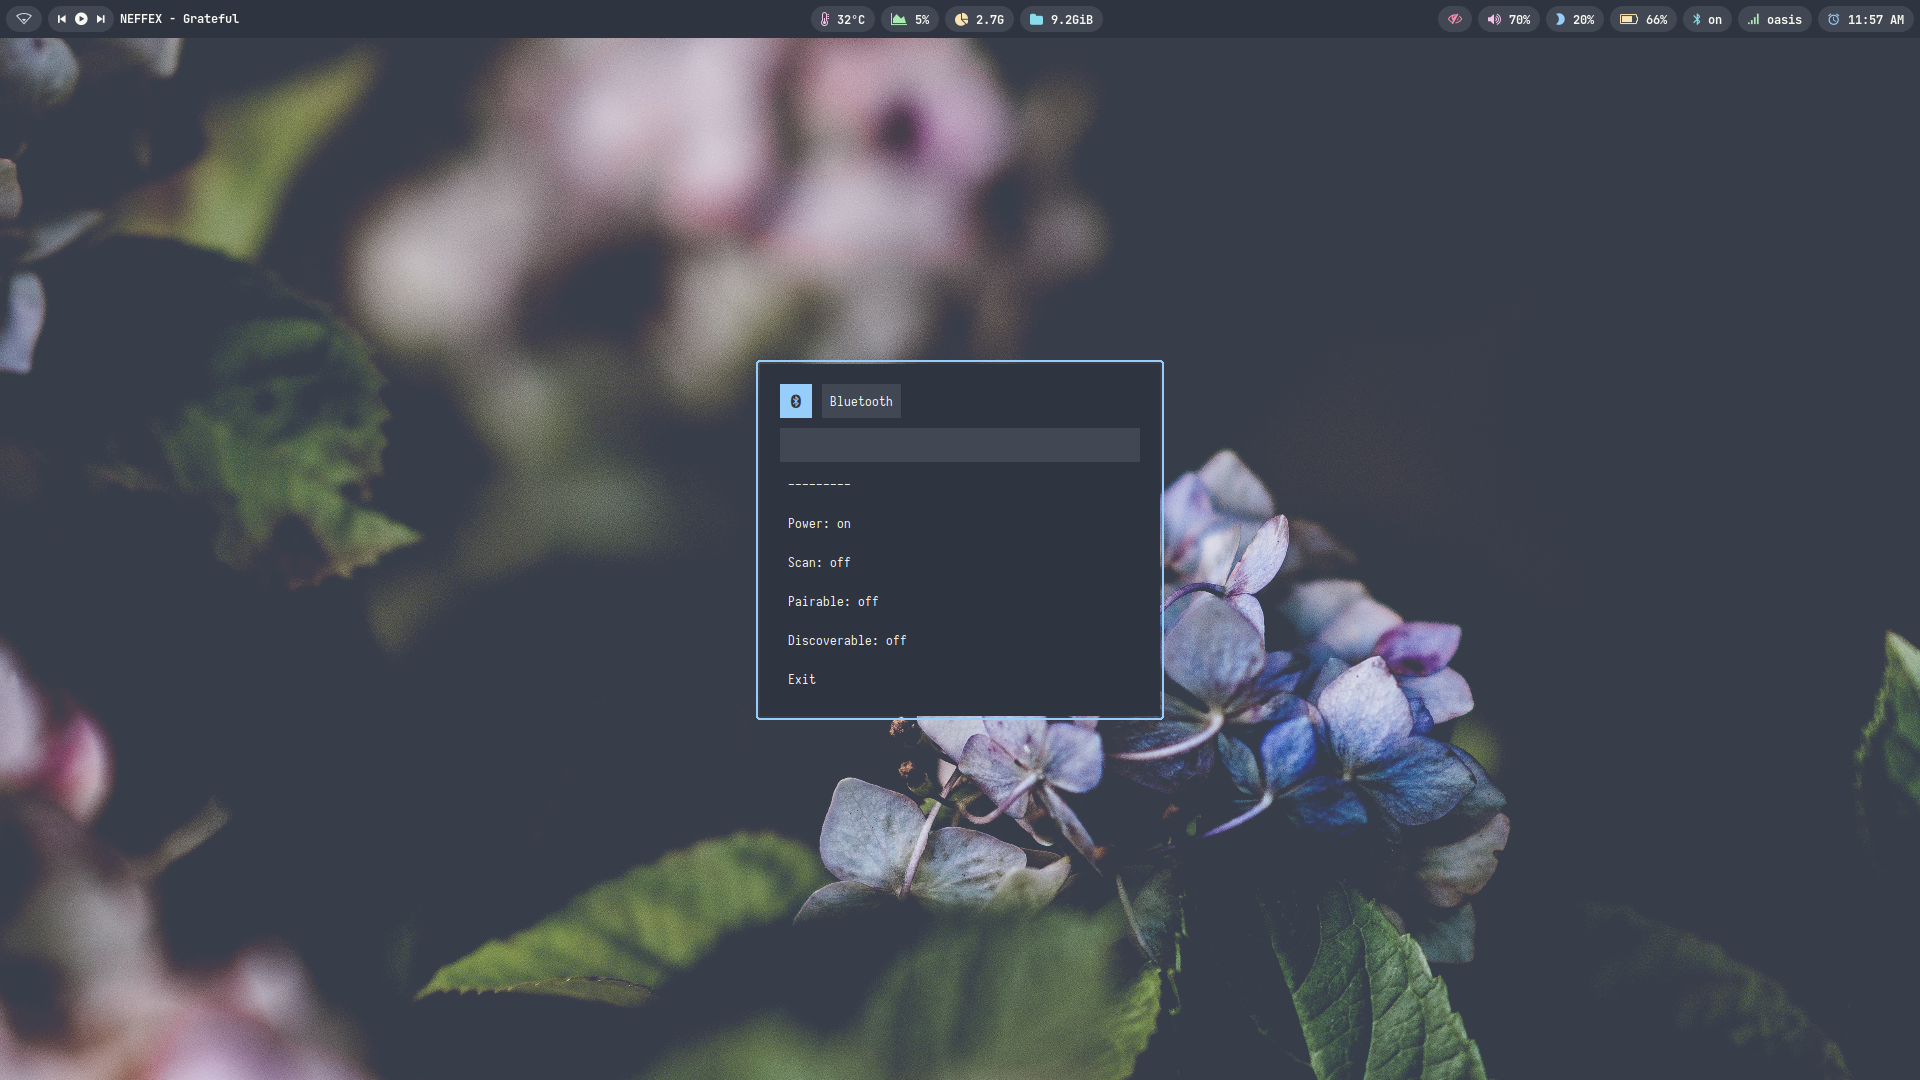 NEFFEX - Grateful
32°C
5%
2.7G
9.2GiB
70%
20%
66%
on
oasis
11:57 AM
Bluetooth
---------
Power: on
Scan: off
Pairable: off
Discoverable: off
Exit